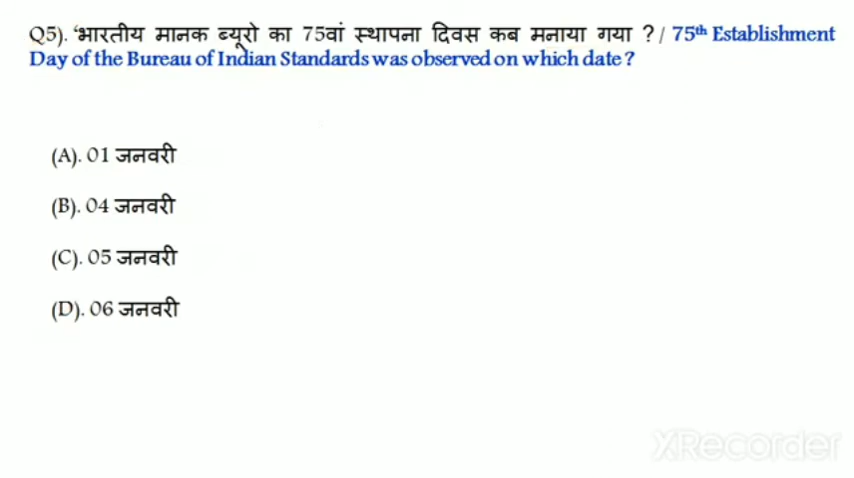 Q5). ‘भारतीय मानक ब्यूरो का 75वां स्थापना दिवस कब मनाया गया ? / 75th Establishment
Day of the Bureau of Indian Standards was observed on which date ?
(A). 01 जनवरी
(B). 04 जनवरी
(C). 05 जनवरी
(D). 06 जनवरी
XRecorder